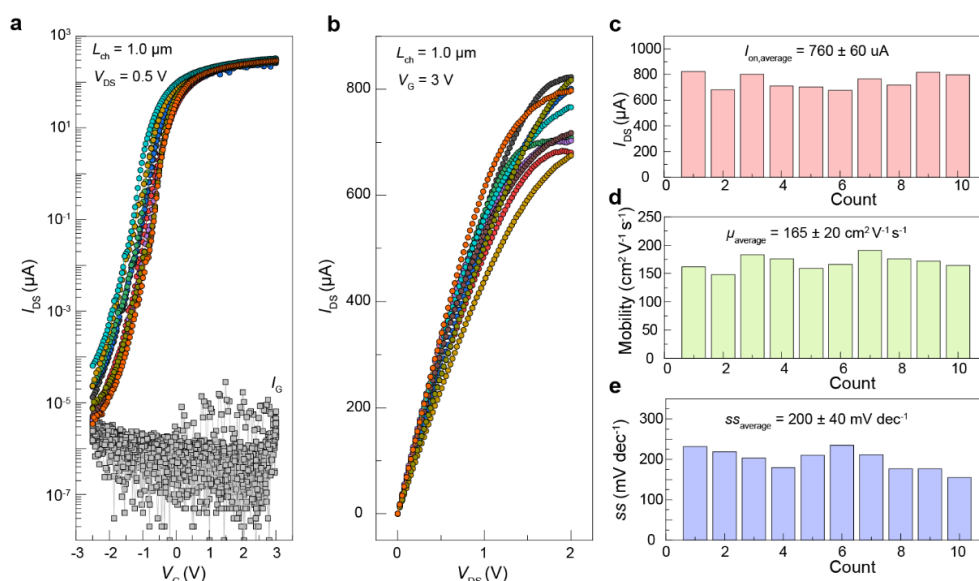 a
10³
10¹
10⁻¹
10⁻³
10⁻⁵
10⁻⁷
I_DS (µA)
L_ch = 1.0 µm
V_DS = 0.5 V
I_G
-3 -2 -1 0 1 2 3
V_G (V)
b
800
600
400
200
0
I_DS (µA)
L_ch = 1.0 µm
V_G = 3 V
0 1 2
V_DS (V)
c
1000
800
600
400
200
0
I_DS (µA)
I_on,average = 760 ± 60 uA
0 2 4 6 8 10
Count
d
250
200
150
100
50
0
Mobility (cm² V⁻¹ s⁻¹)
µ_average = 165 ± 20 cm² V⁻¹ s⁻¹
0 2 4 6 8 10
Count
e
300
200
100
0
ss (mV dec⁻¹)
ss_average = 200 ± 40 mV dec⁻¹
0 2 4 6 8 10
Count